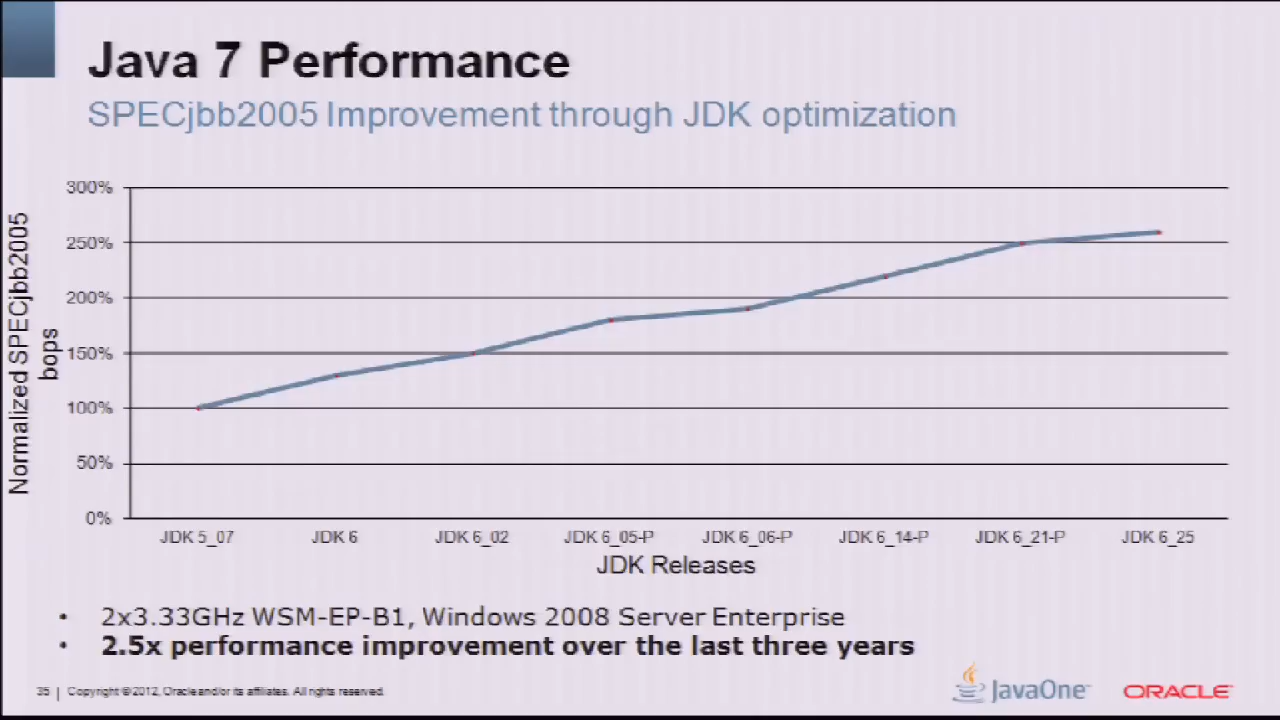 Java 7 Performance
SPECjbb2005 Improvement through JDK optimization
Normalized SPECjbb2005
bops
300%
250%
200%
150%
100%
50%
0%
JDK 5_07 JDK 6 JDK 6_02 JDK 6_05-P JDK 6_06-P JDK 6_14-P JDK 6_21-P JDK 6_25
JDK Releases
• 2x3.33GHz WSM-EP-B1, Windows 2008 Server Enterprise
• 2.5x performance improvement over the last three years
35 | Copyright © 2012, Oracle and/or its affiliates. All rights reserved.
JavaOne™ ORACLE